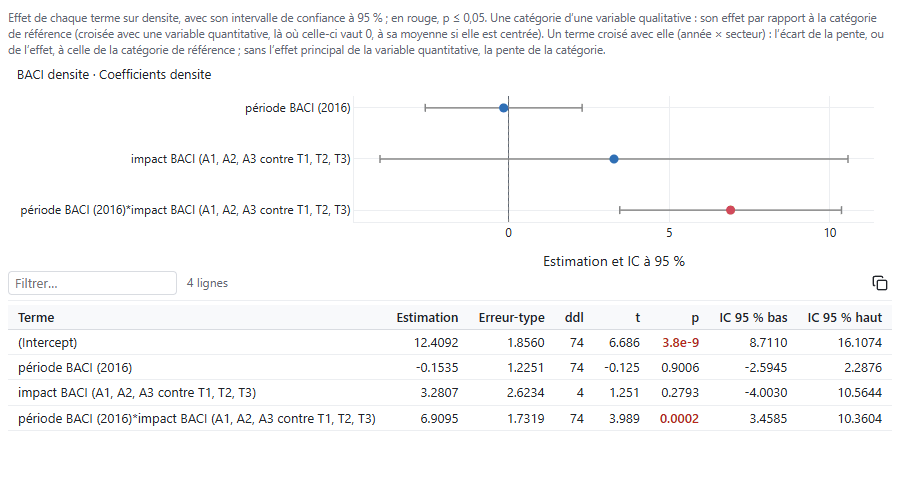 Effet de chaque terme sur densite, avec son intervalle de confiance à 95 % ; en rouge, p ≤ 0,05. Une catégorie d'une variable qualitative : son effet par rapport à la catégorie
de référence (croisée avec une variable quantitative, là où celle-ci vaut 0, à sa moyenne si elle est centrée). Un terme croisé avec elle (année × secteur) : l'écart de la pente, ou
de l'effet, à celle de la catégorie de référence ; sans l'effet principal de la variable quantitative, la pente de la catégorie.
BACI densite · Coefficients densite
période BACI (2016)
impact BACI (A1, A2, A3 contre T1, T2, T3)
période BACI (2016)*impact BACI (A1, A2, A3 contre T1, T2, T3)
0 5 10
Estimation et IC à 95 %
Filtrer... 4 lignes
Terme Estimation Erreur-type ddl t p IC 95 % bas IC 95 % haut
(Intercept) 12.4092 1.8560 74 6.686 3.8e-9 8.7110 16.1074
période BACI (2016) -0.1535 1.2251 74 -0.125 0.9006 -2.5945 2.2876
impact BACI (A1, A2, A3 contre T1, T2, T3) 3.2807 2.6234 4 1.251 0.2793 -4.0030 10.5644
période BACI (2016)*impact BACI (A1, A2, A3 contre T1, T2, T3) 6.9095 1.7319 74 3.989 0.0002 3.4585 10.3604